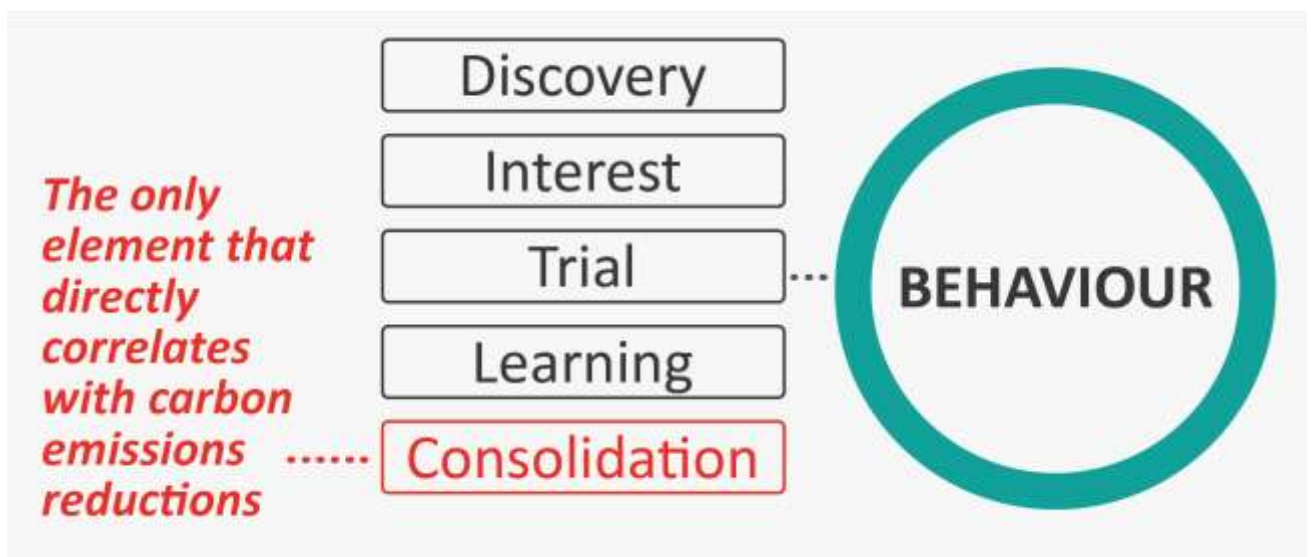 Discovery
Interest
Trial
Learning
Consolidation
The only
element that
directly
correlates
with carbon
emissions
reductions
BEHAVIOUR